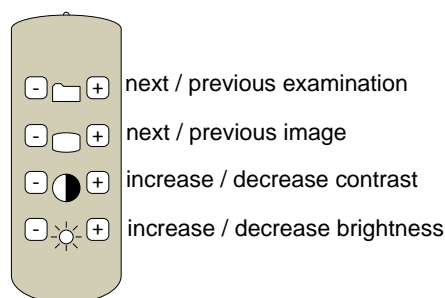 - + next / previous examination
- + next / previous image
- + increase / decrease contrast
- + increase / decrease brightness